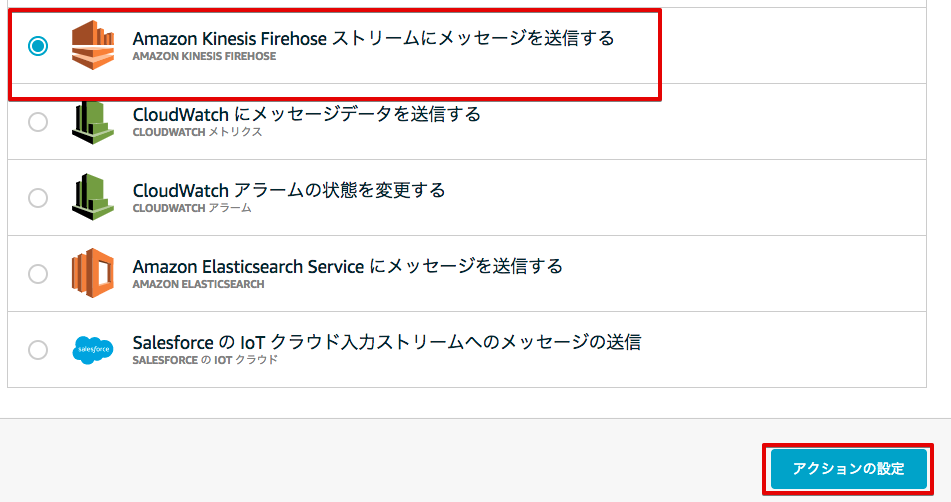 Amazon Kinesis Firehose ストリームにメッセージを送信する
AMAZON KINESIS FIREHOSE
CloudWatch にメッセージデータを送信する
CLOUDWATCH メトリクス
CloudWatch アラームの状態を変更する
CLOUDWATCH アラーム
Amazon Elasticsearch Service にメッセージを送信する
AMAZON ELASTICSEARCH
salesforce
Salesforce の IoT クラウド入力ストリームへのメッセージの送信
SALESFORCE の IOT クラウド
アクションの設定